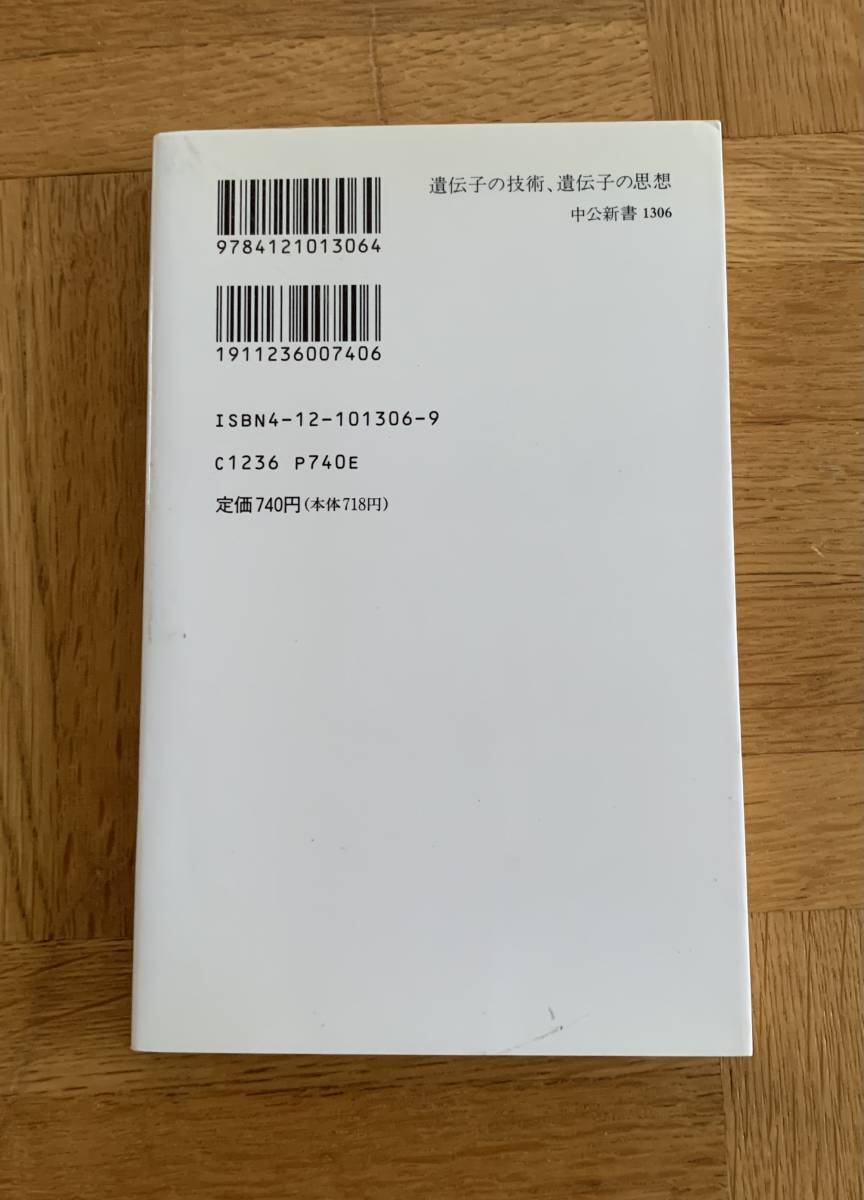 遺伝子の技術、遺伝子の思想
中公新書 1306
9784121013064
1911236007406
ISBN4-12-101306-9
C1236 P740E
定価740円(本体718円)